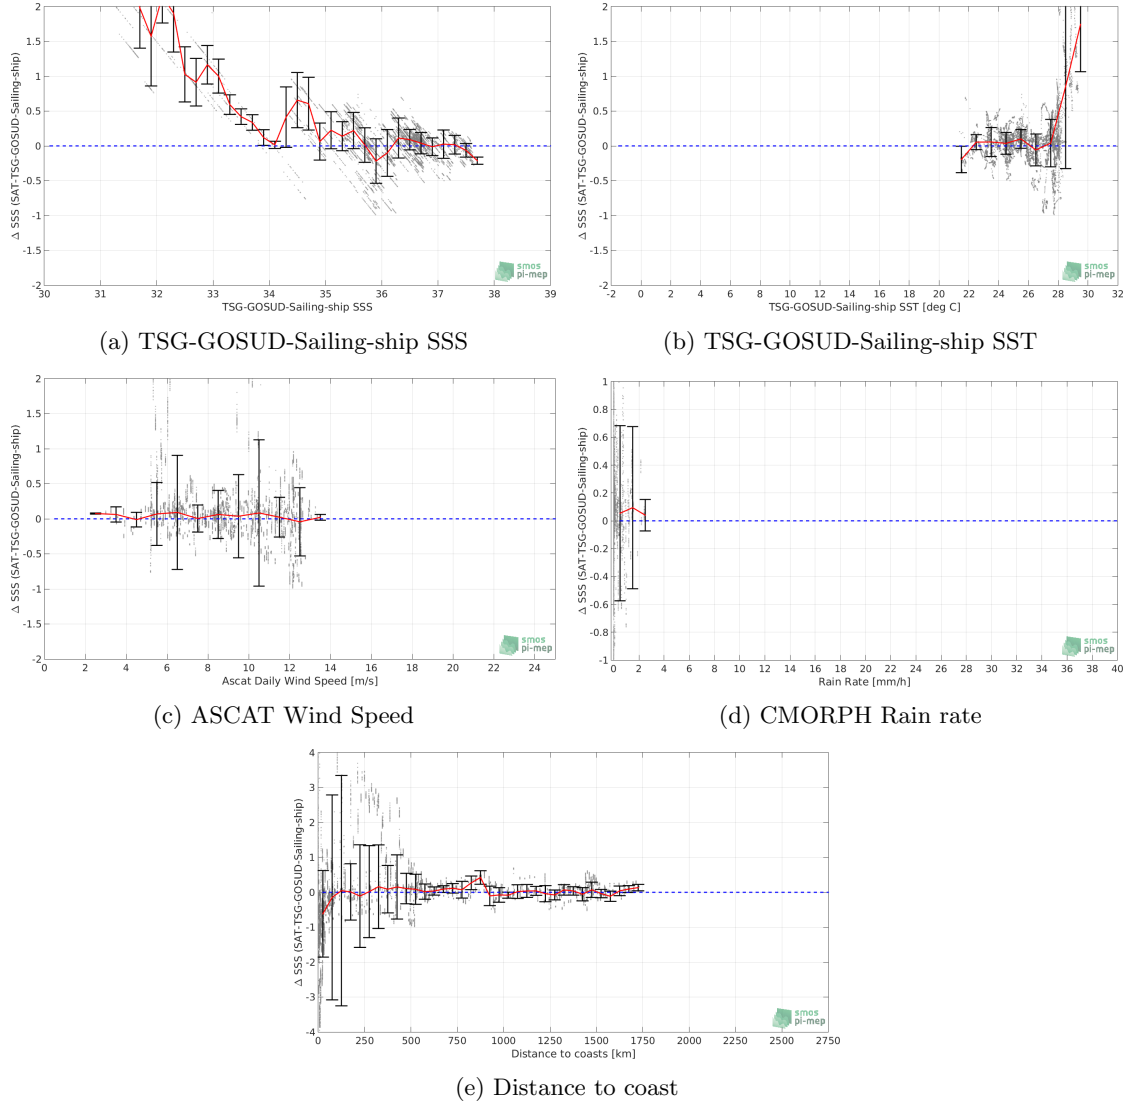 2
1.5
1
0.5
0
-0.5
-1
-1.5
-2
Δ SSS (SAT-TSG-GOSUD-Sailing-ship)
30 31 32 33 34 35 36 37 38 39
TSG-GOSUD-Sailing-ship SSS
smos
pi-mep
(a) TSG-GOSUD-Sailing-ship SSS
2
1.5
1
0.5
0
-0.5
-1
-1.5
-2
Δ SSS (SAT-TSG-GOSUD-Sailing-ship)
-2 0 2 4 6 8 10 12 14 16 18 20 22 24 26 28 30 32
TSG-GOSUD-Sailing-ship SST [deg C]
smos
pi-mep
(b) TSG-GOSUD-Sailing-ship SST
2
1.5
1
0.5
0
-0.5
-1
-1.5
-2
Δ SSS (SAT-TSG-GOSUD-Sailing-ship)
0 2 4 6 8 10 12 14 16 18 20 22 24
Ascat Daily Wind Speed [m/s]
smos
pi-mep
(c) ASCAT Wind Speed
1
0.8
0.6
0.4
0.2
0
-0.2
-0.4
-0.6
-0.8
-1
Δ SSS (SAT-TSG-GOSUD-Sailing-ship)
0 2 4 6 8 10 12 14 16 18 20 22 24 26 28 30 32 34 36 38 40
Rain Rate [mm/h]
smos
pi-mep
(d) CMORPH Rain rate
4
3
2
1
0
-1
-2
-3
-4
Δ SSS (SAT-TSG-GOSUD-Sailing-ship)
0 250 500 750 1000 1250 1500 1750 2000 2250 2500 2750
Distance to coasts [km]
smos
pi-mep
(e) Distance to coast